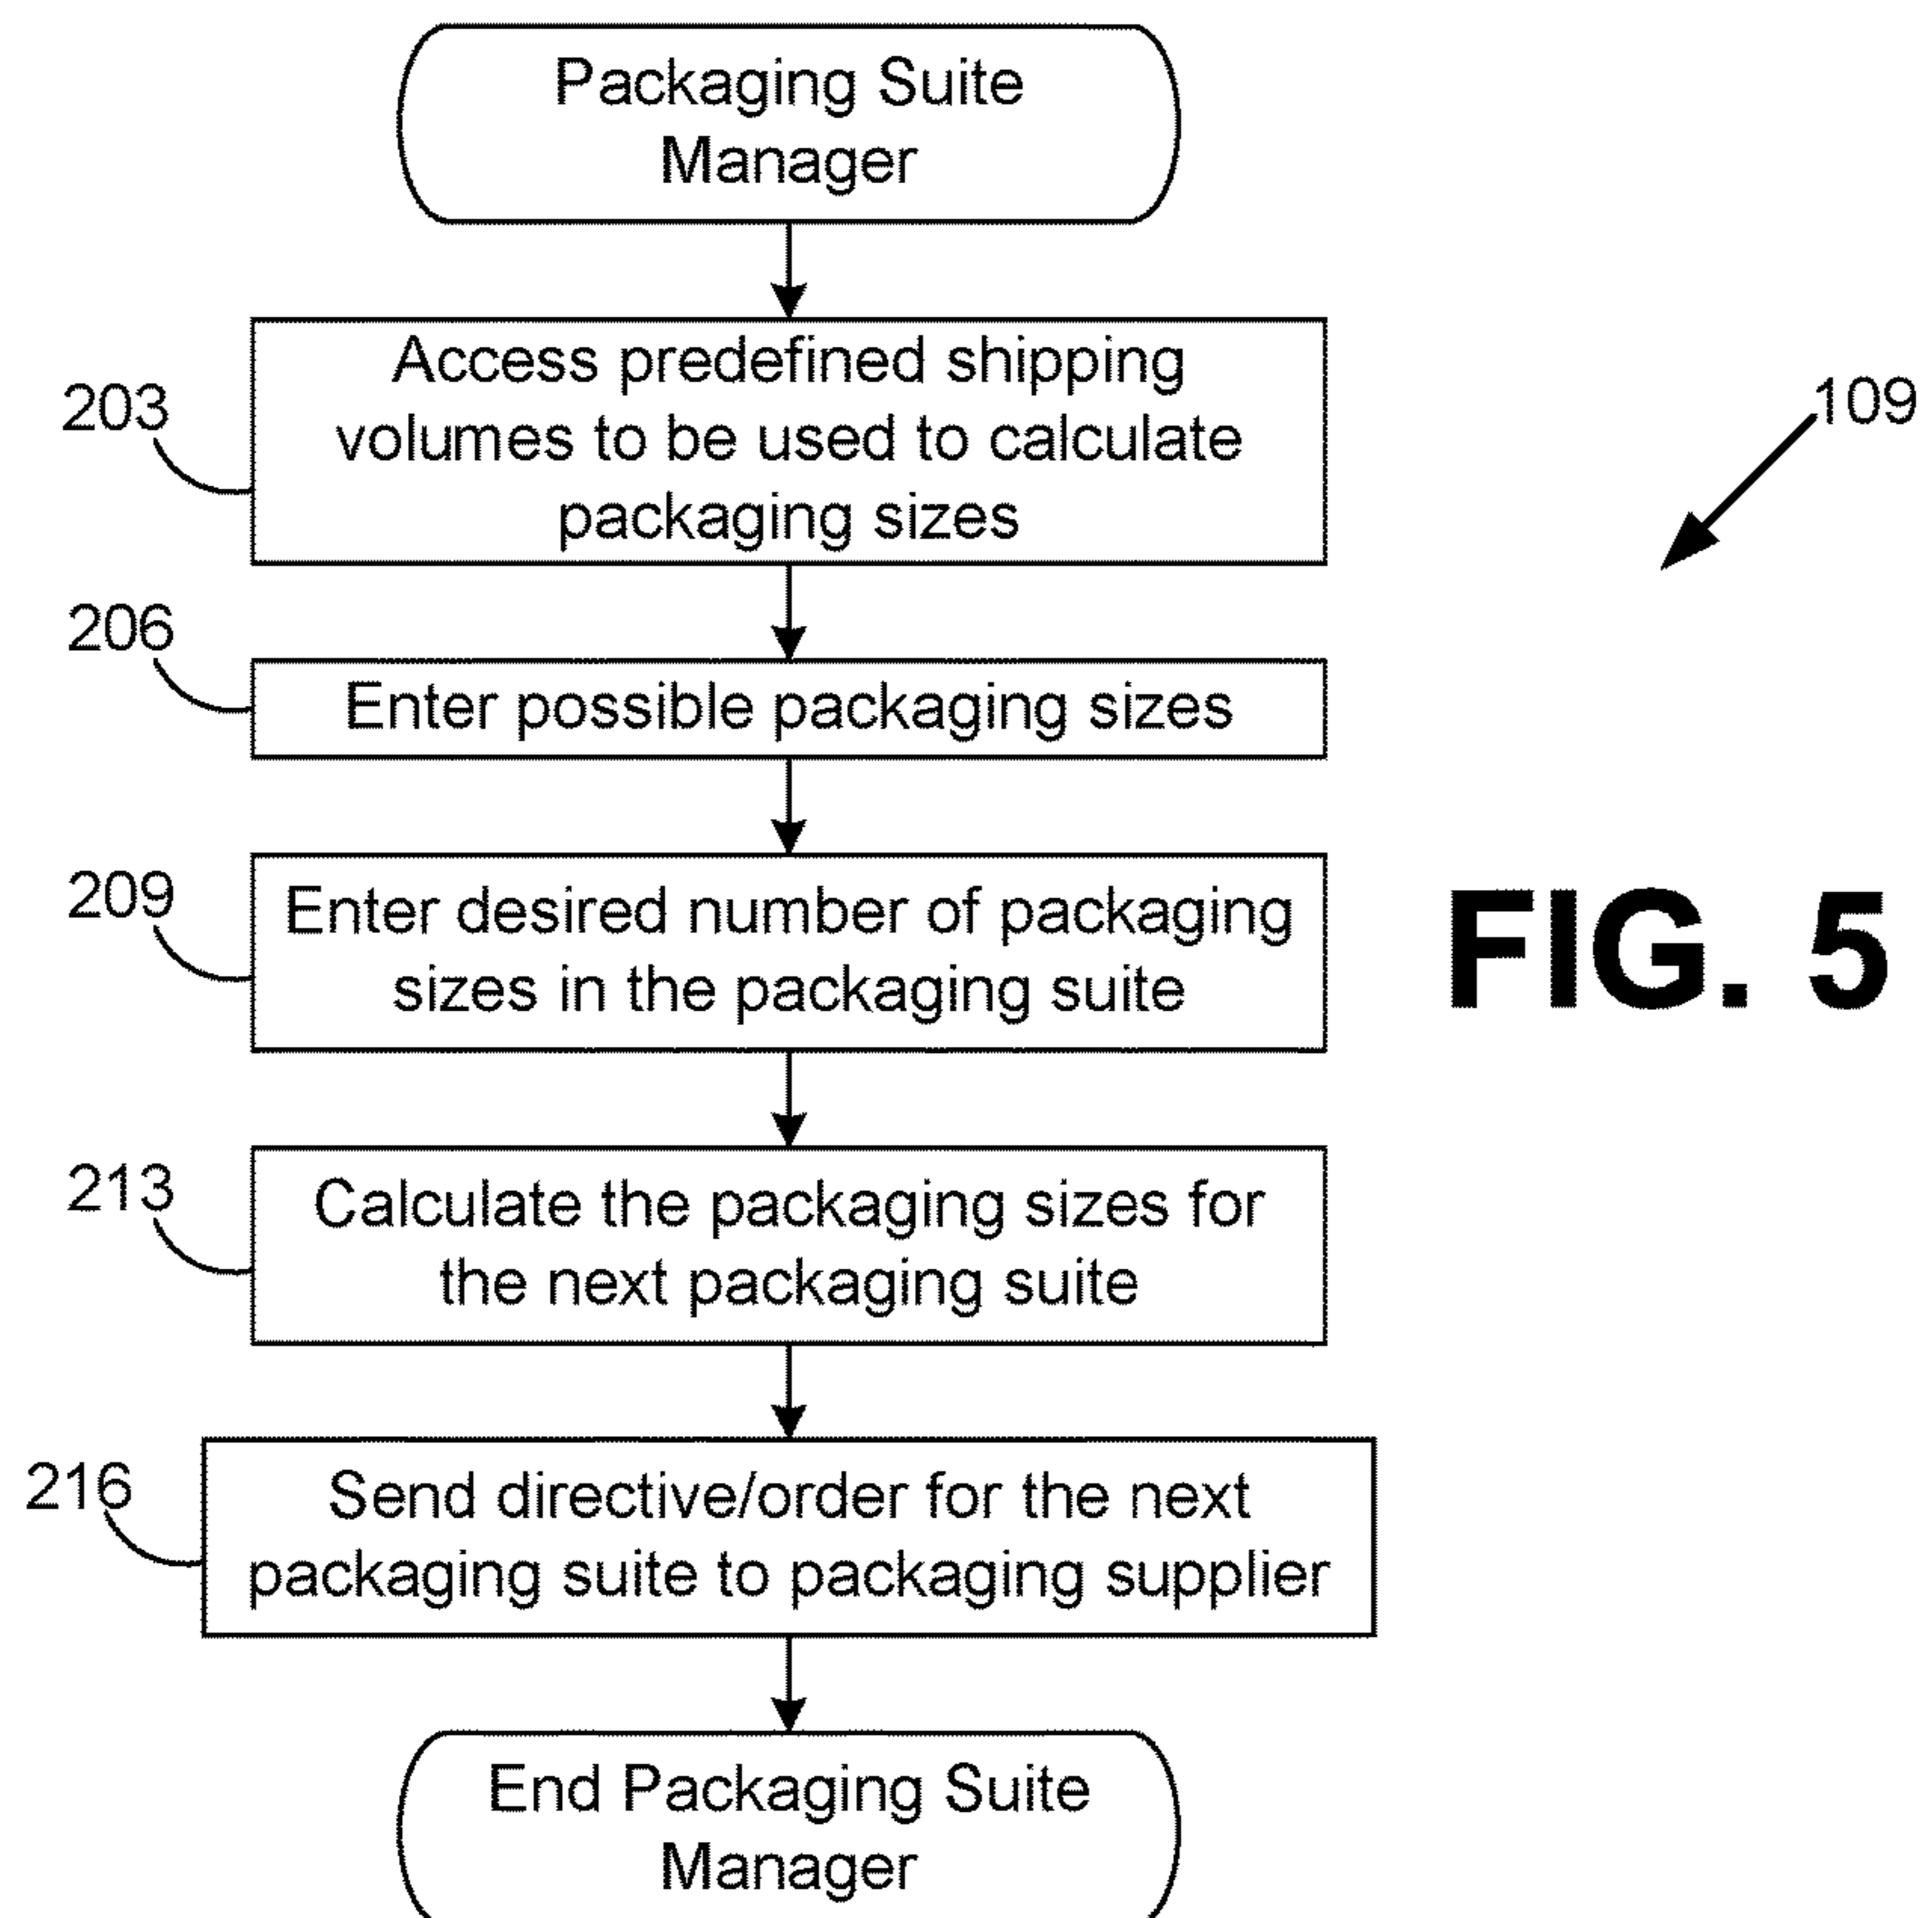 Packaging Suite
Manager
Access predefined shipping
volumes to be used to calculate
packaging sizes
203
109
206
Enter possible packaging sizes
209
Enter desired number of packaging
sizes in the packaging suite
FIG. 5
213
Calculate the packaging sizes for
the next packaging suite
216
Send directive/order for the next
packaging suite to packaging supplier
End Packaging Suite
Manager